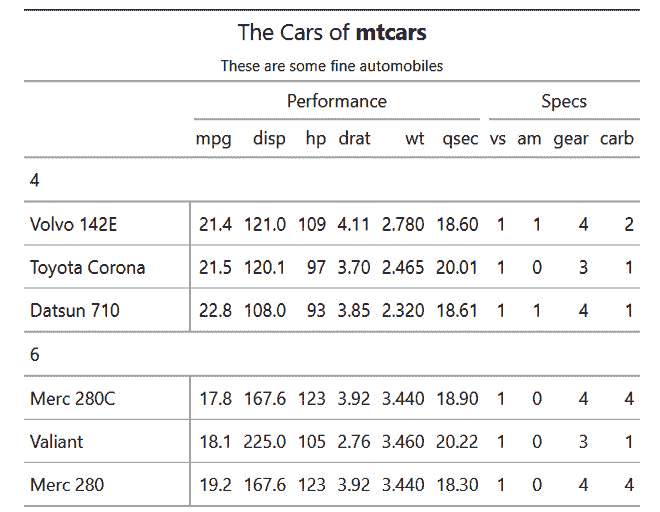 The Cars of mtcars
These are some fine automobiles
Performance Specs
mpg disp hp drat wt qsec vs am gear carb
4
Volvo 142E 21.4 121.0 109 4.11 2.780 18.60 1 1 4 2
Toyota Corona 21.5 120.1 97 3.70 2.465 20.01 1 0 3 1
Datsun 710 22.8 108.0 93 3.85 2.320 18.61 1 1 4 1
6
Merc 280C 17.8 167.6 123 3.92 3.440 18.90 1 0 4 4
Valiant 18.1 225.0 105 2.76 3.460 20.22 1 0 3 1
Merc 280 19.2 167.6 123 3.92 3.440 18.30 1 0 4 4